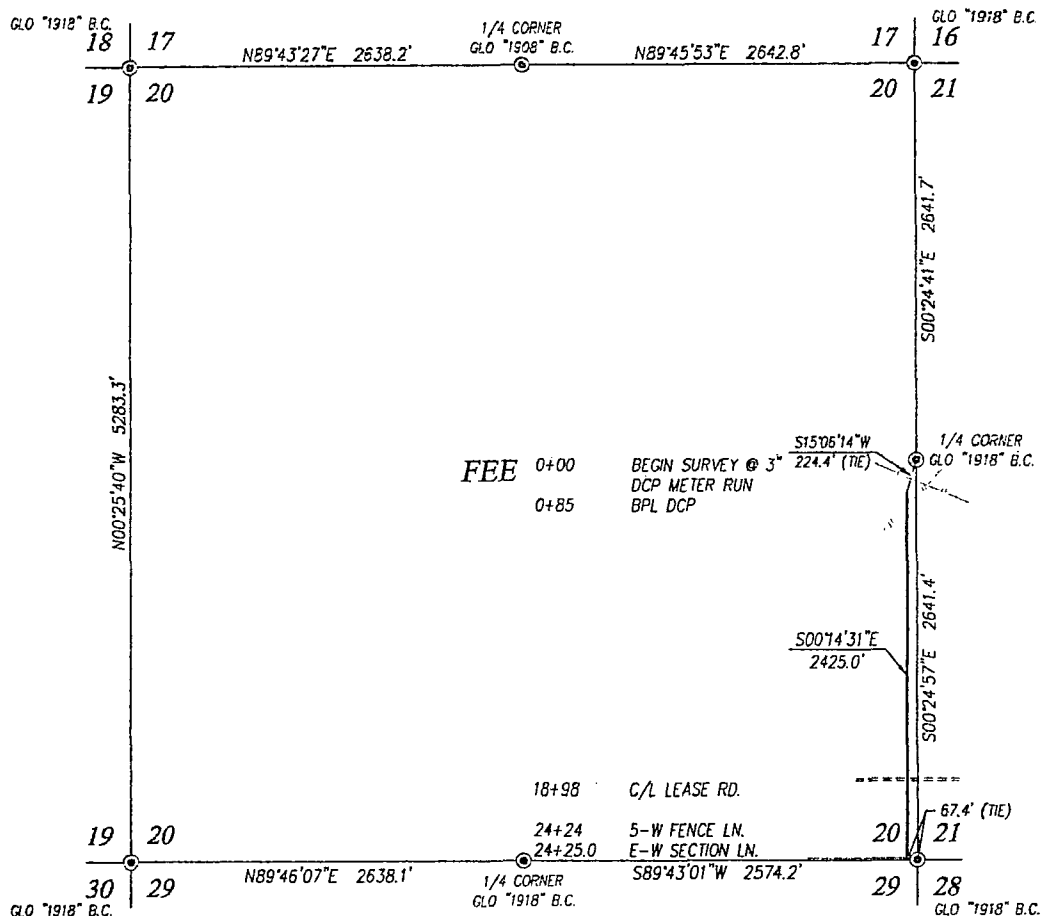 GLO "1918" B.C.
18 17
19 20
N89°43'27"E 2638.2'
1/4 CORNER
GLO "1908" B.C.
N89°45'53"E 2642.8'
GLO "1918" B.C.
17 16
20 21
N00°25'40"W 5283.3'
S00°24'41"E 2641.7'
FEE
0+00 BEGIN SURVEY @ 3"
DCP METER RUN
0+85 BPL DCP
S15°06'14"W
224.4' (TIE)
1/4 CORNER
GLO "1918" B.C.
S00°14'31"E
2425.0'
S00°24'57"E 2641.4'
18+98 C/L LEASE RD.
24+24 5-W FENCE LN.
24+25.0 E-W SECTION LN.
67.4' (TIE)
19 20
30 29
GLO "1918" B.C.
N89°46'07"E 2638.1'
1/4 CORNER
GLO "1918" B.C.
S89°43'01"W 2574.2'
20 21
29 28
GLO "1918" B.C.